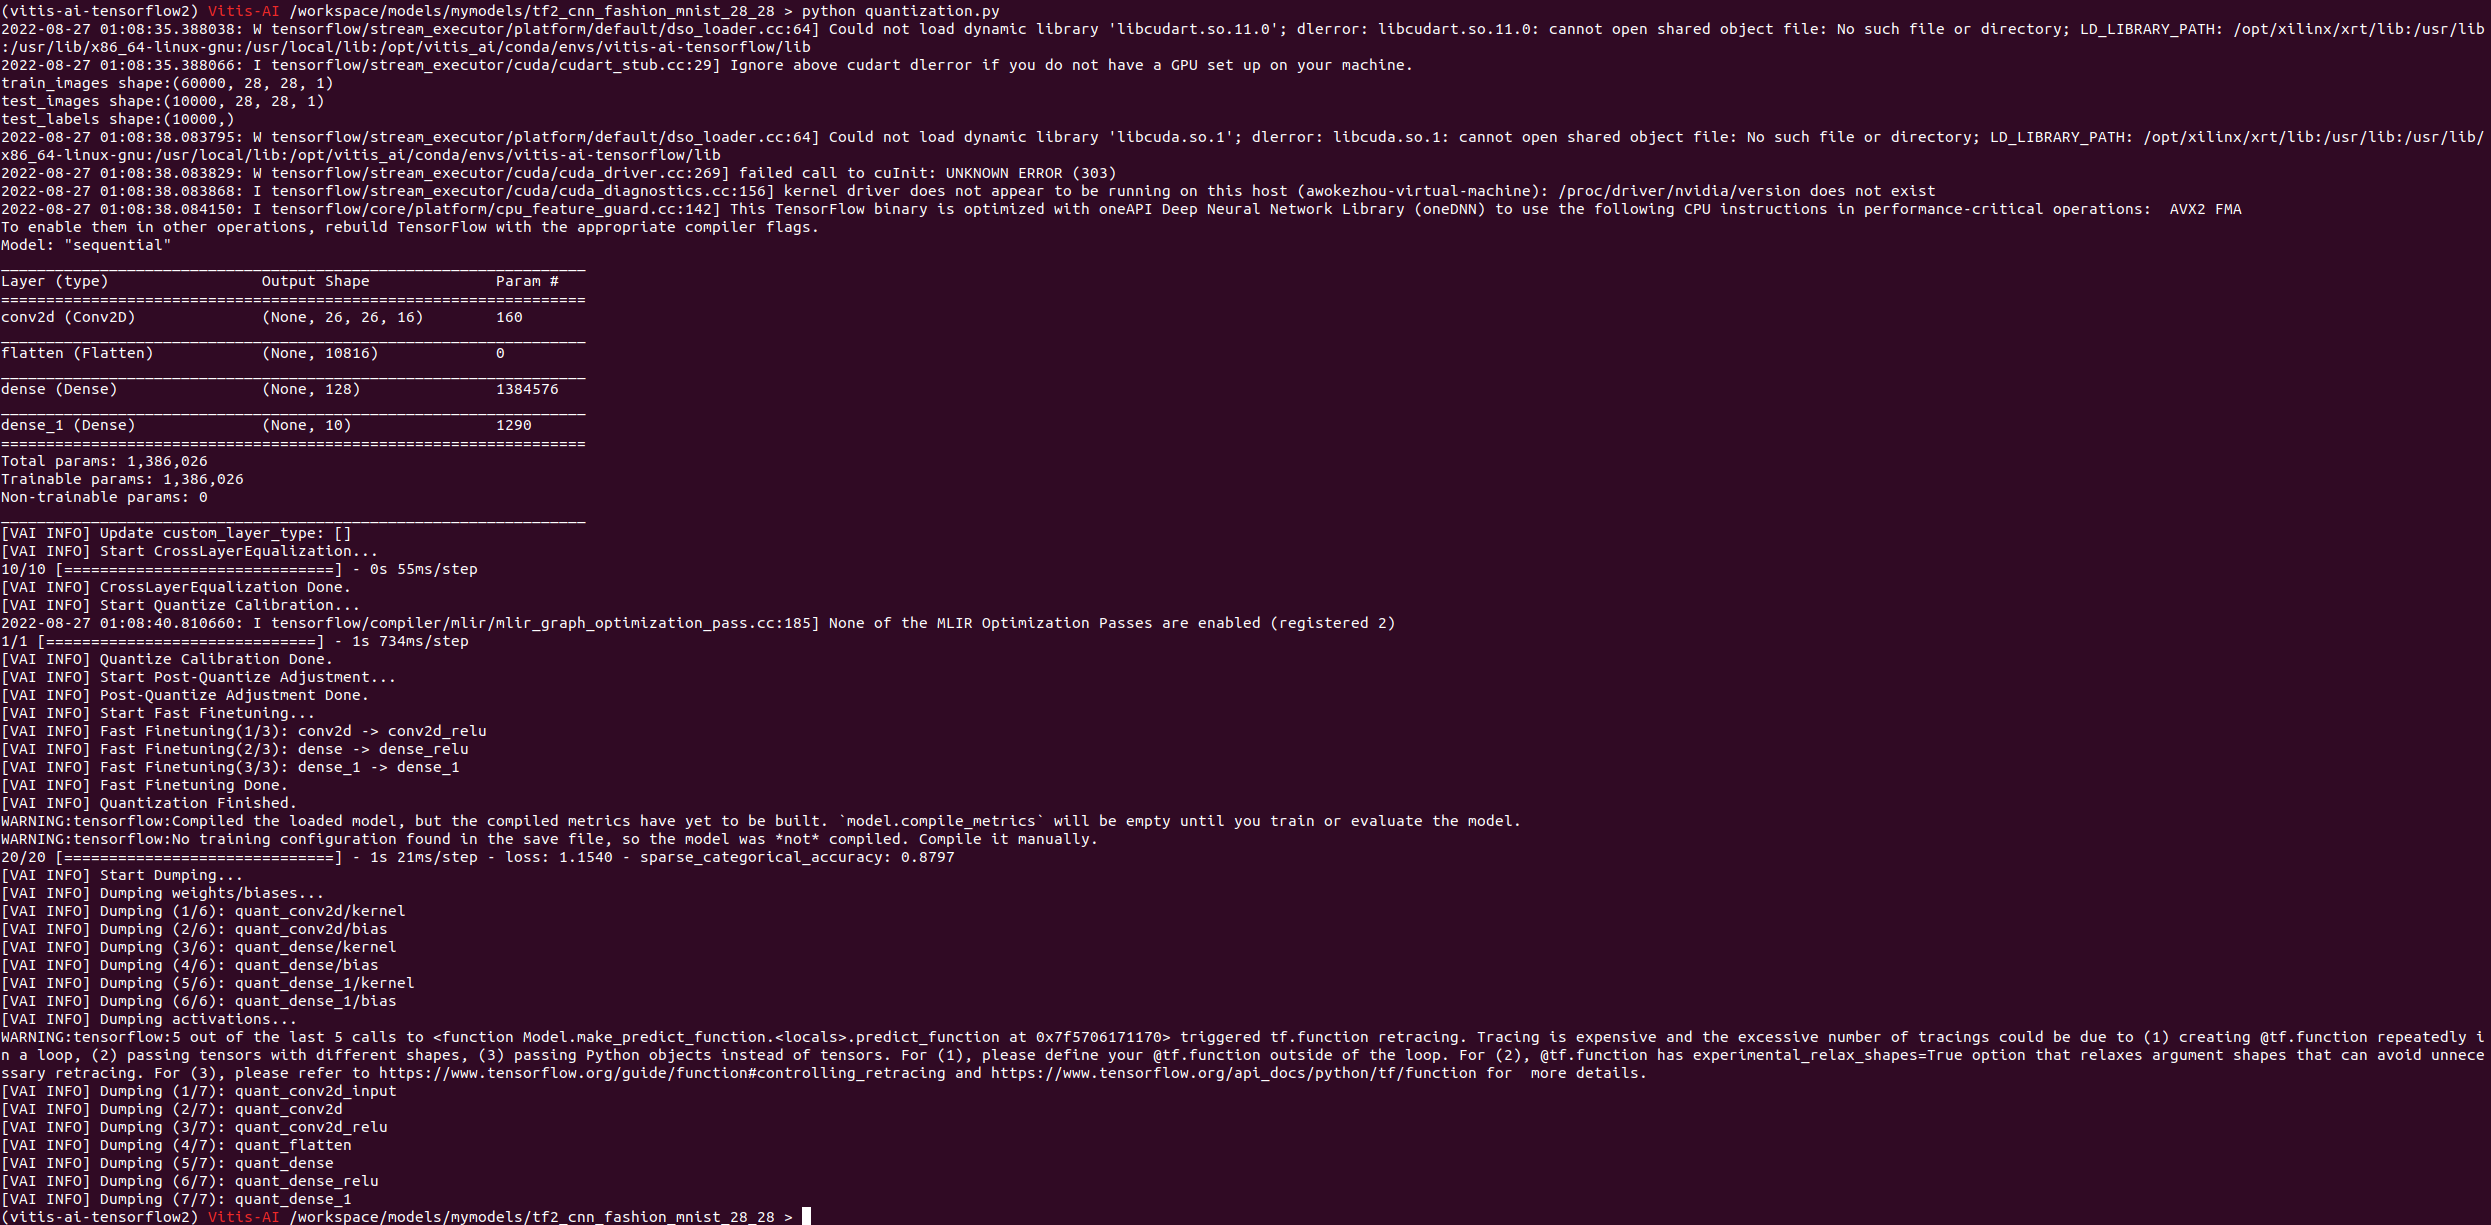 (vitis-ai-tensorflow2) Vitis-AI /workspace/models/mymodels/tf2_cnn_fashion_mnist_28_28 > python quantization.py
2022-08-27 01:08:35.388038: W tensorflow/stream_executor/platform/default/dso_loader.cc:64] Could not load dynamic library 'libcudart.so.11.0'; dlerror: libcudart.so.11.0: cannot open shared object file: No such file or directory; LD_LIBRARY_PATH: /opt/xilinx/xrt/lib:/usr/lib
:/usr/lib/x86_64-linux-gnu:/usr/local/lib:/opt/vitis_ai/conda/envs/vitis-ai-tensorflow/lib
2022-08-27 01:08:35.388066: I tensorflow/stream_executor/cuda/cudart_stub.cc:29] Ignore above cudart dlerror if you do not have a GPU set up on your machine.
train_images shape:(60000, 28, 28, 1)
test_images shape:(10000, 28, 28, 1)
test_labels shape:(10000,)
2022-08-27 01:08:38.083795: W tensorflow/stream_executor/platform/default/dso_loader.cc:64] Could not load dynamic library 'libcuda.so.1'; dlerror: libcuda.so.1: cannot open shared object file: No such file or directory; LD_LIBRARY_PATH: /opt/xilinx/xrt/lib:/usr/lib:/usr/lib/
x86_64-linux-gnu:/usr/local/lib:/opt/vitis_ai/conda/envs/vitis-ai-tensorflow/lib
2022-08-27 01:08:38.083829: W tensorflow/stream_executor/cuda/cuda_driver.cc:269] failed call to cuInit: UNKNOWN ERROR (303)
2022-08-27 01:08:38.083868: I tensorflow/stream_executor/cuda/cuda_diagnostics.cc:156] kernel driver does not appear to be running on this host (awokezhou-virtual-machine): /proc/driver/nvidia/version does not exist
2022-08-27 01:08:38.084150: I tensorflow/core/platform/cpu_feature_guard.cc:142] This TensorFlow binary is optimized with oneAPI Deep Neural Network Library (oneDNN) to use the following CPU instructions in performance-critical operations:  AVX2 FMA
To enable them in other operations, rebuild TensorFlow with the appropriate compiler flags.
Model: "sequential"
_________________________________________________________________
Layer (type)                 Output Shape              Param #
=================================================================
conv2d (Conv2D)              (None, 26, 26, 16)        160
_________________________________________________________________
flatten (Flatten)            (None, 10816)             0
_________________________________________________________________
dense (Dense)                (None, 128)               1384576
_________________________________________________________________
dense_1 (Dense)              (None, 10)                1290
=================================================================
Total params: 1,386,026
Trainable params: 1,386,026
Non-trainable params: 0
_________________________________________________________________
[VAI INFO] Update custom_layer_type: []
[VAI INFO] Start CrossLayerEqualization...
10/10 [==============================] - 0s 55ms/step
[VAI INFO] CrossLayerEqualization Done.
[VAI INFO] Start Quantize Calibration...
2022-08-27 01:08:40.810660: I tensorflow/compiler/mlir/mlir_graph_optimization_pass.cc:185] None of the MLIR Optimization Passes are enabled (registered 2)
1/1 [==============================] - 1s 734ms/step
[VAI INFO] Quantize Calibration Done.
[VAI INFO] Start Post-Quantize Adjustment...
[VAI INFO] Post-Quantize Adjustment Done.
[VAI INFO] Start Fast Finetuning...
[VAI INFO] Fast Finetuning(1/3): conv2d -> conv2d_relu
[VAI INFO] Fast Finetuning(2/3): dense -> dense_relu
[VAI INFO] Fast Finetuning(3/3): dense_1 -> dense_1
[VAI INFO] Fast Finetuning Done.
[VAI INFO] Quantization Finished.
WARNING:tensorflow:Compiled the loaded model, but the compiled metrics have yet to be built. `model.compile_metrics` will be empty until you train or evaluate the model.
WARNING:tensorflow:No training configuration found in the save file, so the model was *not* compiled. Compile it manually.
20/20 [==============================] - 1s 21ms/step - loss: 1.1540 - sparse_categorical_accuracy: 0.8797
[VAI INFO] Start Dumping...
[VAI INFO] Dumping weights/biases...
[VAI INFO] Dumping (1/6): quant_conv2d/kernel
[VAI INFO] Dumping (2/6): quant_conv2d/bias
[VAI INFO] Dumping (3/6): quant_dense/kernel
[VAI INFO] Dumping (4/6): quant_dense/bias
[VAI INFO] Dumping (5/6): quant_dense_1/kernel
[VAI INFO] Dumping (6/6): quant_dense_1/bias
[VAI INFO] Dumping activations...
WARNING:tensorflow:5 out of the last 5 calls to <function Model.make_predict_function.<locals>.predict_function at 0x7f5706171170> triggered tf.function retracing. Tracing is expensive and the excessive number of tracings could be due to (1) creating @tf.function repeatedly i
n a loop, (2) passing tensors with different shapes, (3) passing Python objects instead of tensors. For (1), please define your @tf.function outside of the loop. For (2), @tf.function has experimental_relax_shapes=True option that relaxes argument shapes that can avoid unnece
ssary retracing. For (3), please refer to https://www.tensorflow.org/guide/function#controlling_retracing and https://www.tensorflow.org/api_docs/python/tf/function for  more details.
[VAI INFO] Dumping (1/7): quant_conv2d_input
[VAI INFO] Dumping (2/7): quant_conv2d
[VAI INFO] Dumping (3/7): quant_conv2d_relu
[VAI INFO] Dumping (4/7): quant_flatten
[VAI INFO] Dumping (5/7): quant_dense
[VAI INFO] Dumping (6/7): quant_dense_relu
[VAI INFO] Dumping (7/7): quant_dense_1
(vitis-ai-tensorflow2) Vitis-AI /workspace/models/mymodels/tf2_cnn_fashion_mnist_28_28 >